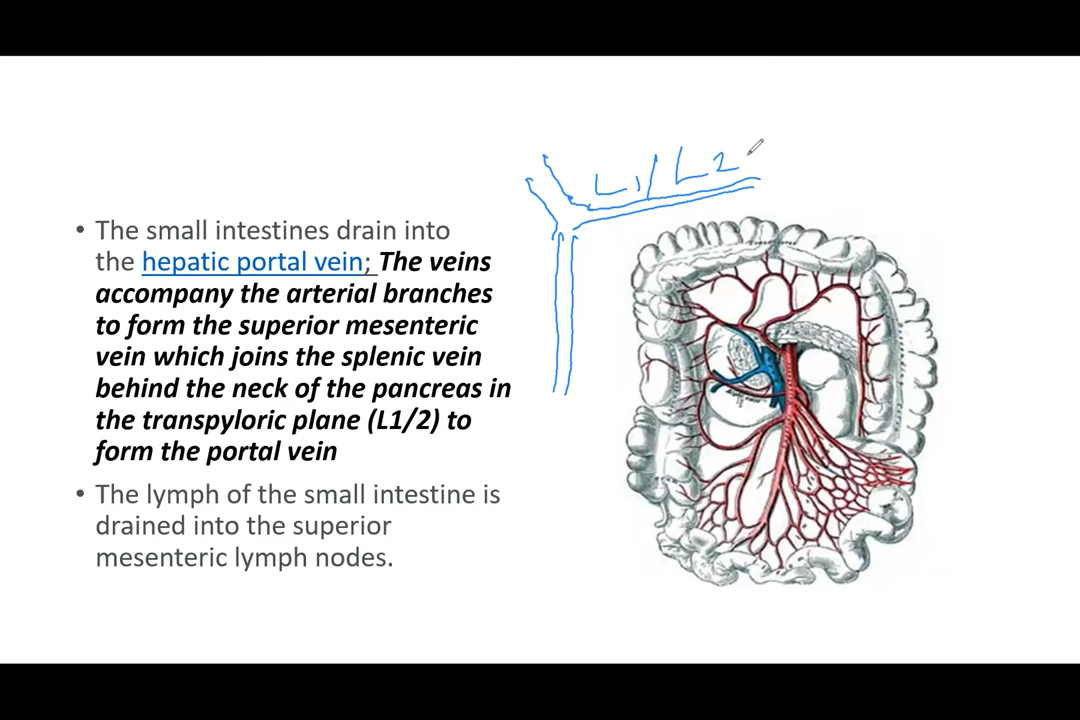 L1/L2
• The small intestines drain into
the hepatic portal vein; The veins
accompany the arterial branches
to form the superior mesenteric
vein which joins the splenic vein
behind the neck of the pancreas in
the transpyloric plane (L1/2) to
form the portal vein
• The lymph of the small intestine is
drained into the superior
mesenteric lymph nodes.